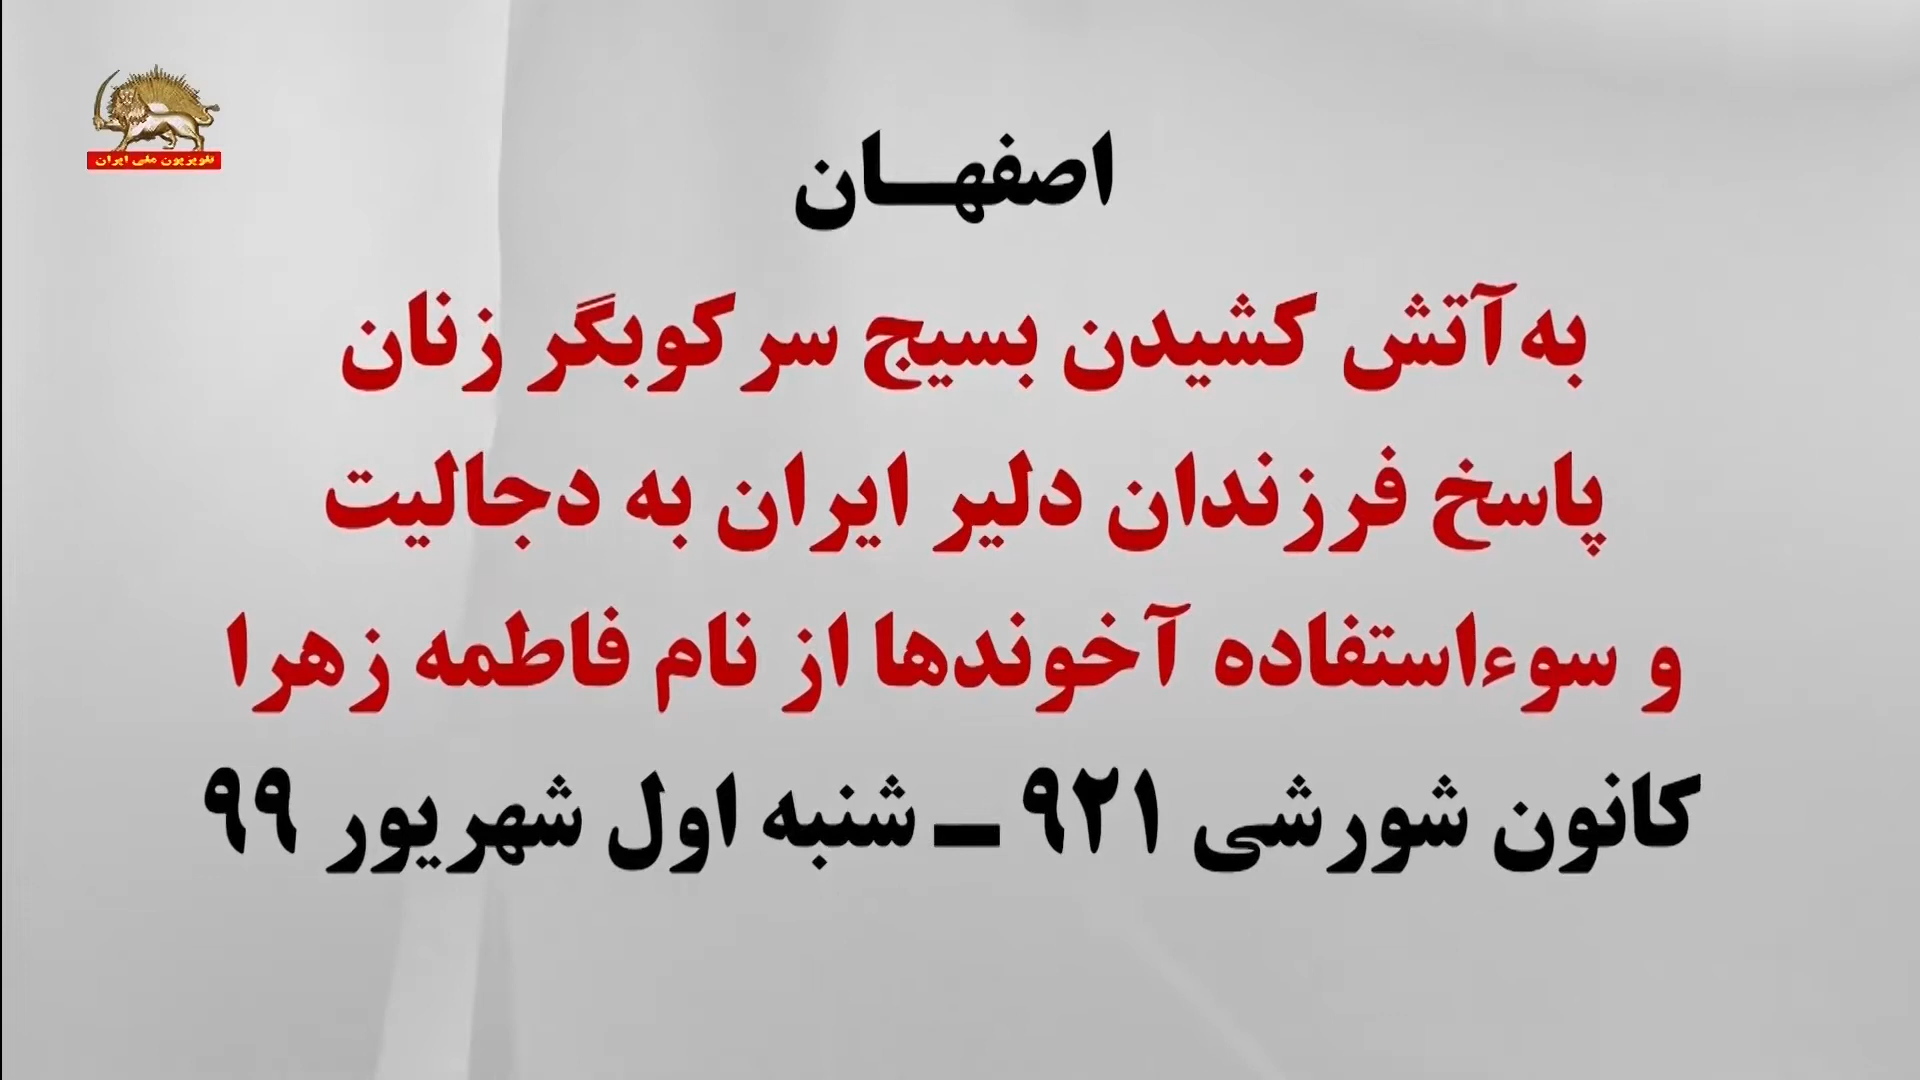 تلویزیون ملی ایران
اصفهـــان
به‌آتش کشیدن بسیج سرکوبگر زنان
پاسخ فرزندان دلیر ایران به دجالیت
و سوءاستفاده آخوندها از نام فاطمه زهرا
کانون شورشی ۹۲۱ ــ شنبه اول شهریور ۹۹